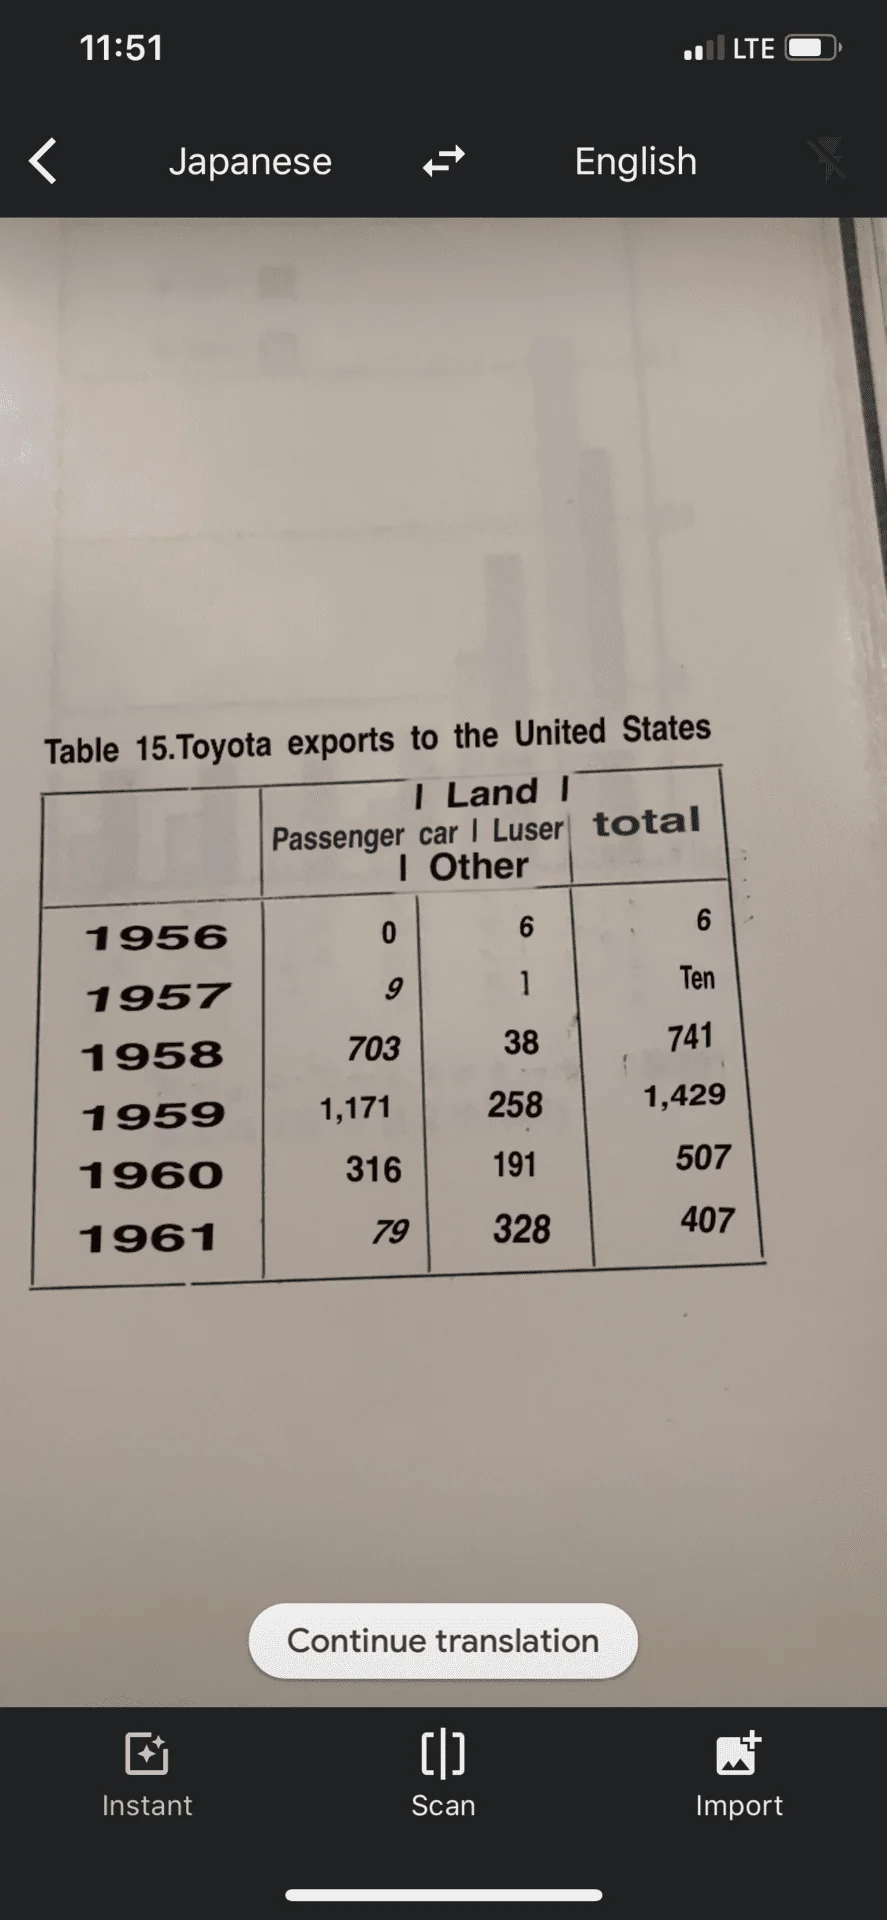 11:51
LTE
Japanese
English
Table 15.Toyota exports to the United States
| Land |
Passenger car | Luser total
| Other
1956 0 6 6
1957 9 1 Ten
1958 703 38 741
1959 1,171 258 1,429
1960 316 191 507
1961 79 328 407
Continue translation
Instant
Scan
Import